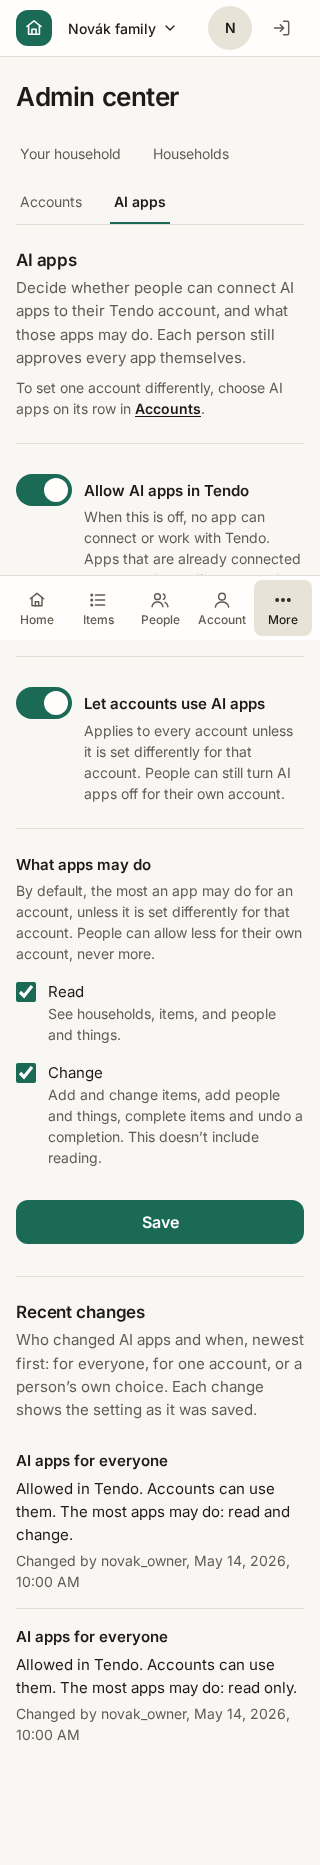 Novák family
N
Admin center
Your household
Households
Accounts
AI apps
AI apps
Decide whether people can connect AI
apps to their Tendo account, and what
those apps may do. Each person still
approves every app themselves.
To set one account differently, choose AI
apps on its row in Accounts.
Allow AI apps in Tendo
When this is off, no app can
connect or work with Tendo.
Apps that are already connected
Home
Items
People
Account
More
Let accounts use AI apps
Applies to every account unless
it is set differently for that
account. People can still turn AI
apps off for their own account.
What apps may do
By default, the most an app may do for an
account, unless it is set differently for that
account. People can allow less for their own
account, never more.
Read
See households, items, and people
and things.
Change
Add and change items, add people
and things, complete items and undo a
completion. This doesn’t include
reading.
Save
Recent changes
Who changed AI apps and when, newest
first: for everyone, for one account, or a
person’s own choice. Each change
shows the setting as it was saved.
AI apps for everyone
Allowed in Tendo. Accounts can use
them. The most apps may do: read and
change.
Changed by novak_owner, May 14, 2026,
10:00 AM
AI apps for everyone
Allowed in Tendo. Accounts can use
them. The most apps may do: read only.
Changed by novak_owner, May 14, 2026,
10:00 AM